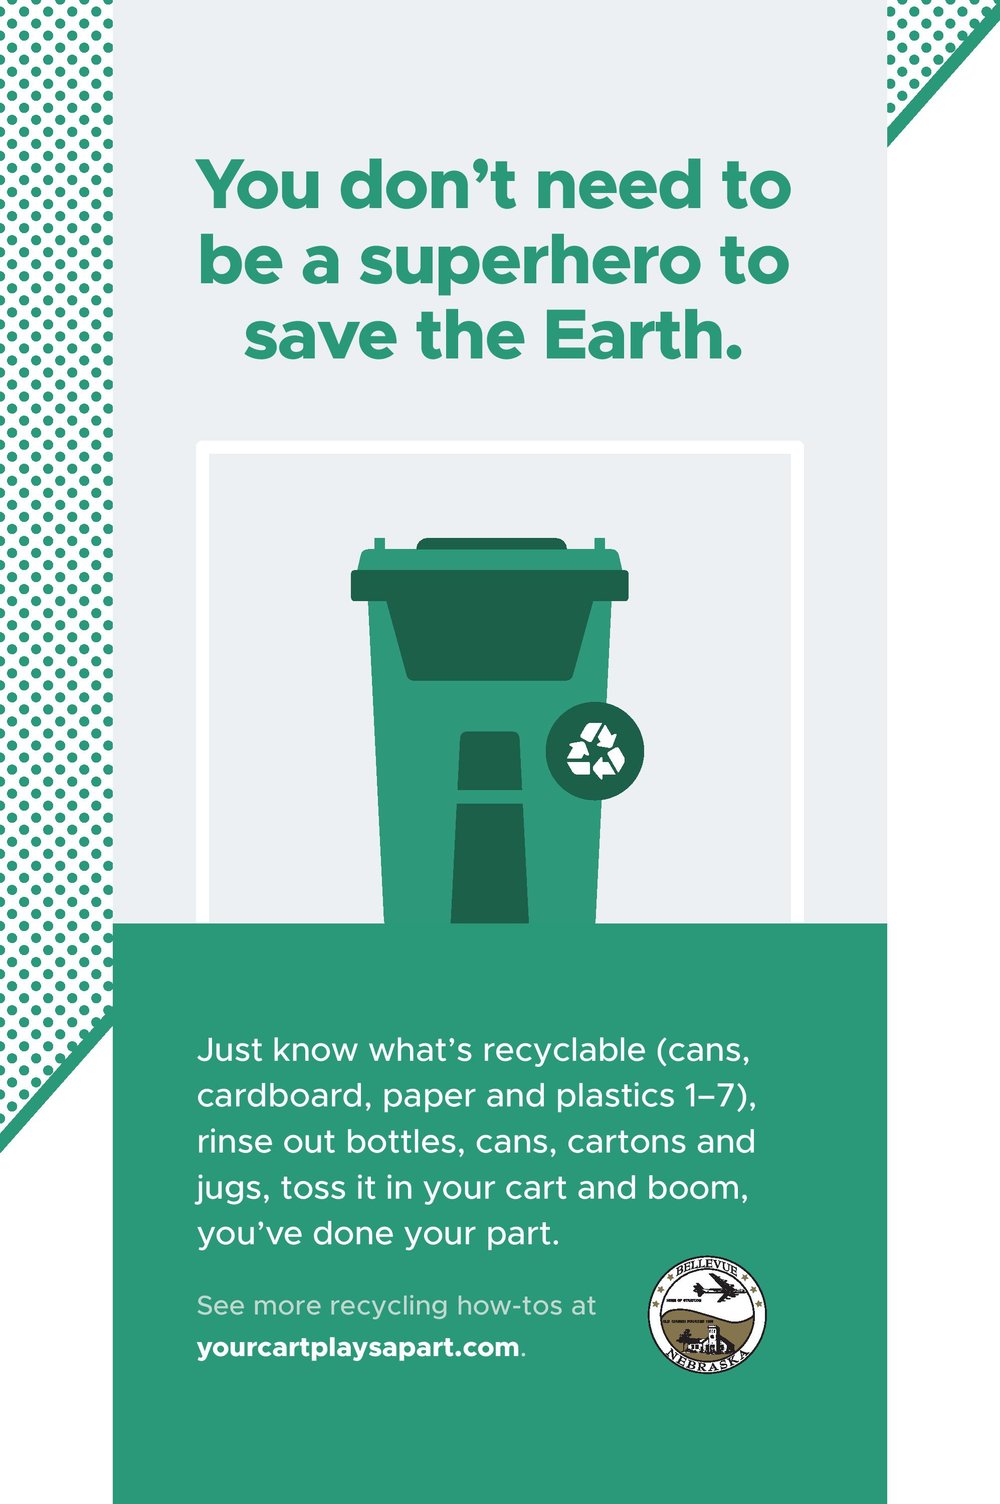 You don’t need to
be a superhero to
save the Earth.
Just know what’s recyclable (cans,
cardboard, paper and plastics 1–7),
rinse out bottles, cans, cartons and
jugs, toss it in your cart and boom,
you’ve done your part.
See more recycling how-tos at
yourcartplaysapart.com.
BELLEVUE
NEBRASKA